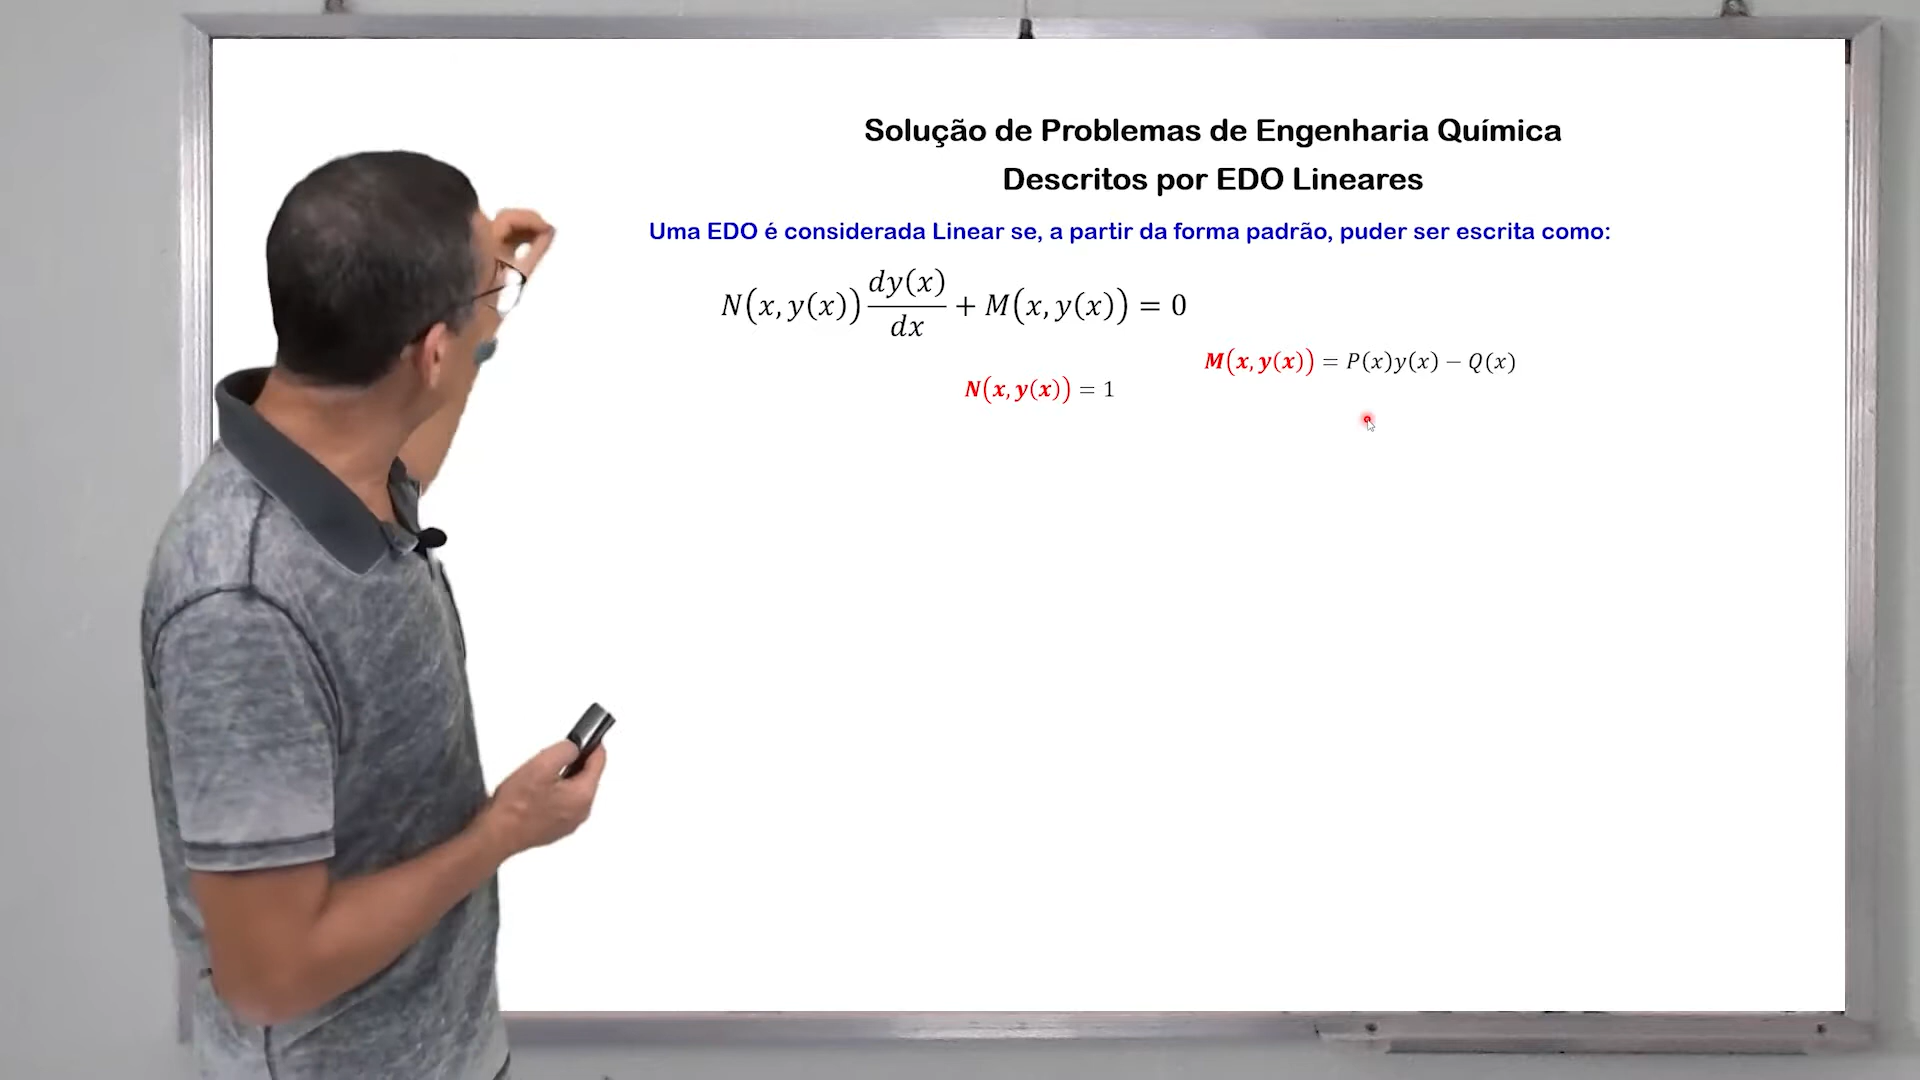 Solução de Problemas de Engenharia Química
Descritos por EDO Lineares
Uma EDO é considerada Linear se, a partir da forma padrão, puder ser escrita como:
N(x, y(x)) dy(x)/dx + M(x, y(x)) = 0
M(x, y(x)) = P(x)y(x) − Q(x)
N(x, y(x)) = 1